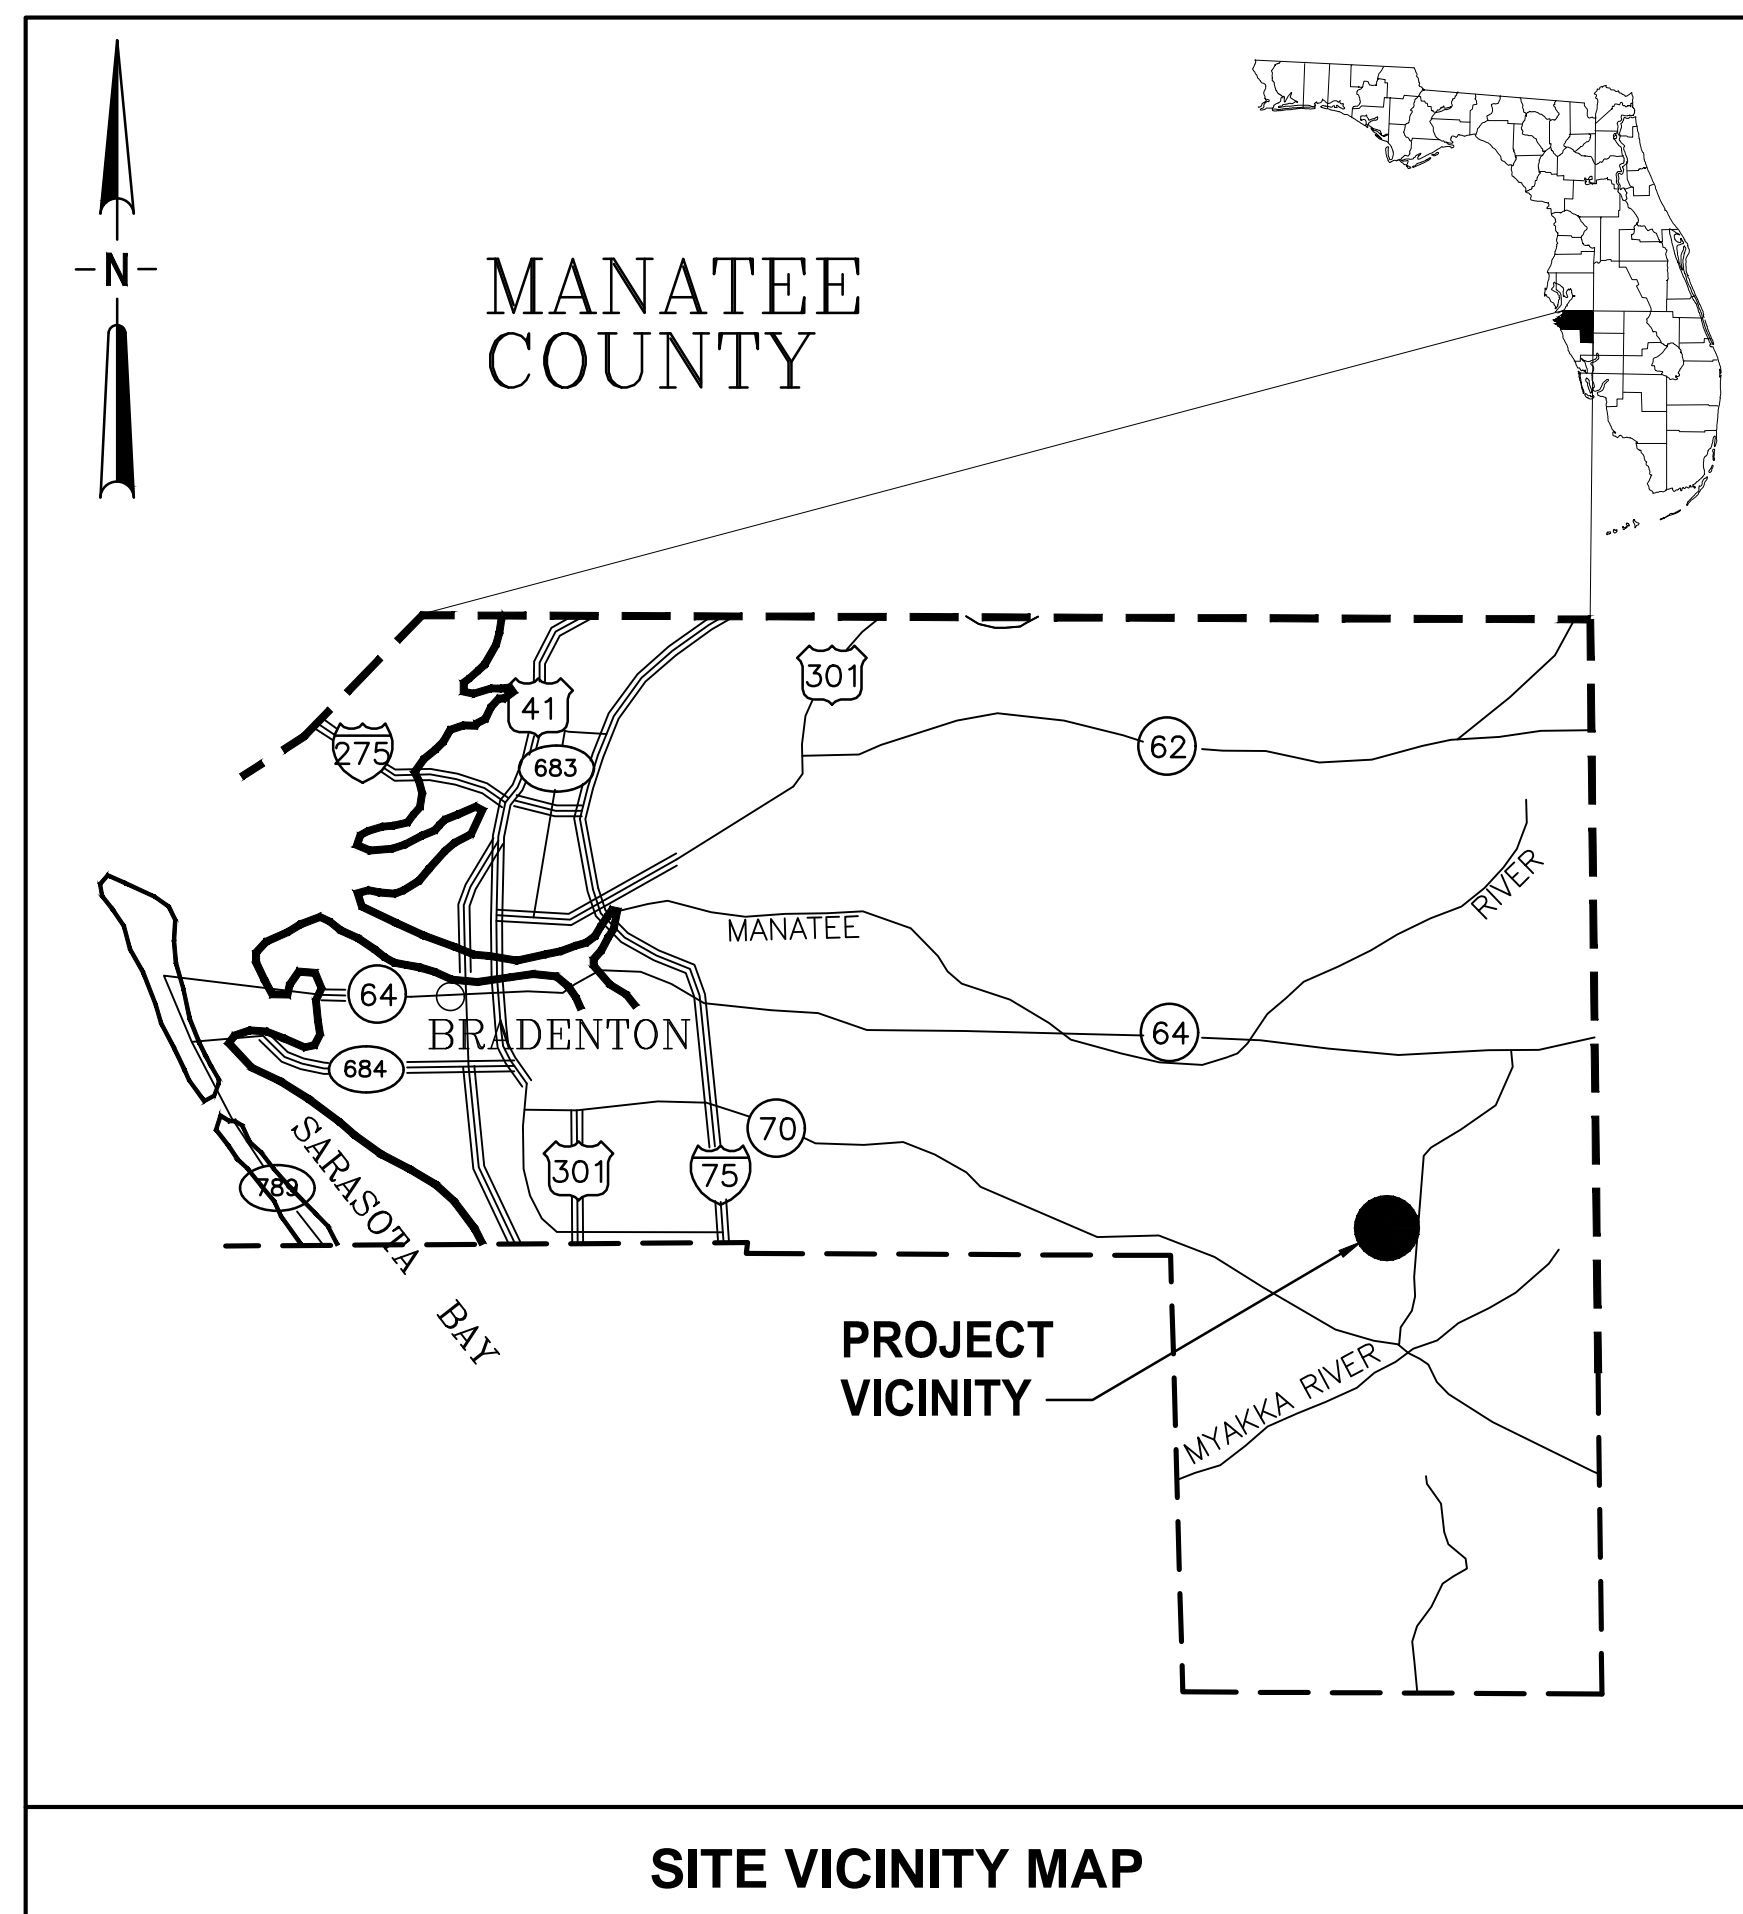 N
MANATEE
COUNTY
301
41
275
683
62
RIVER
MANATEE
64
BRADENTON
64
684
70
SARASOTA BAY
301
75
789
PROJECT
VICINITY
MYAKKA RIVER
SITE VICINITY MAP